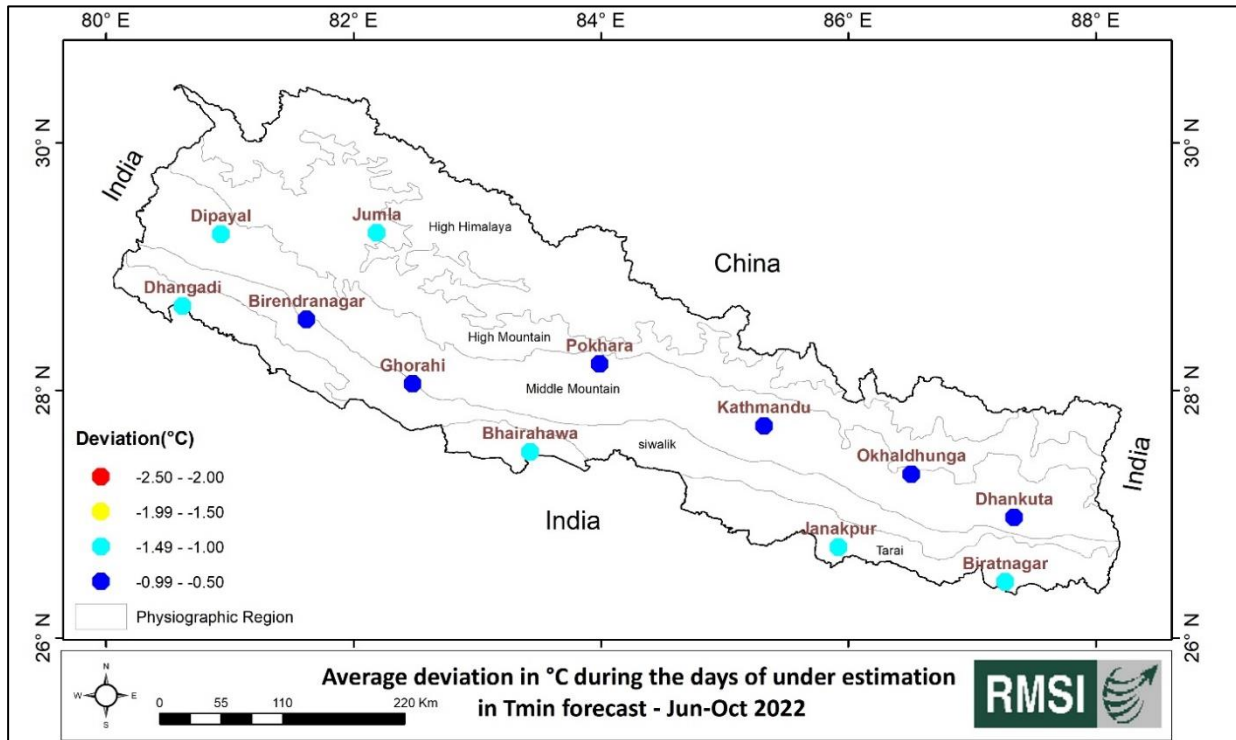 80° E
82° E
84° E
86° E
88° E
30° N
30° N
India
Dipayal
Jumla
High Himalaya
China
Dhangadi
Birendranagar
High Mountain
Pokhara
Ghorahi
Middle Mountain
28° N
28° N
Kathmandu
Bhairahawa
siwalik
Okhaldhunga
India
Dhankuta
India
Janakpur
Tarai
Biratnagar
Deviation(°C)
-2.50 - -2.00
-1.99 - -1.50
-1.49 - -1.00
-0.99 - -0.50
Physiographic Region
26° N
26° N
N
W
E
S
0
55
110
220 Km
Average deviation in °C during the days of under estimation
in Tmin forecast - Jun-Oct 2022
RMSI